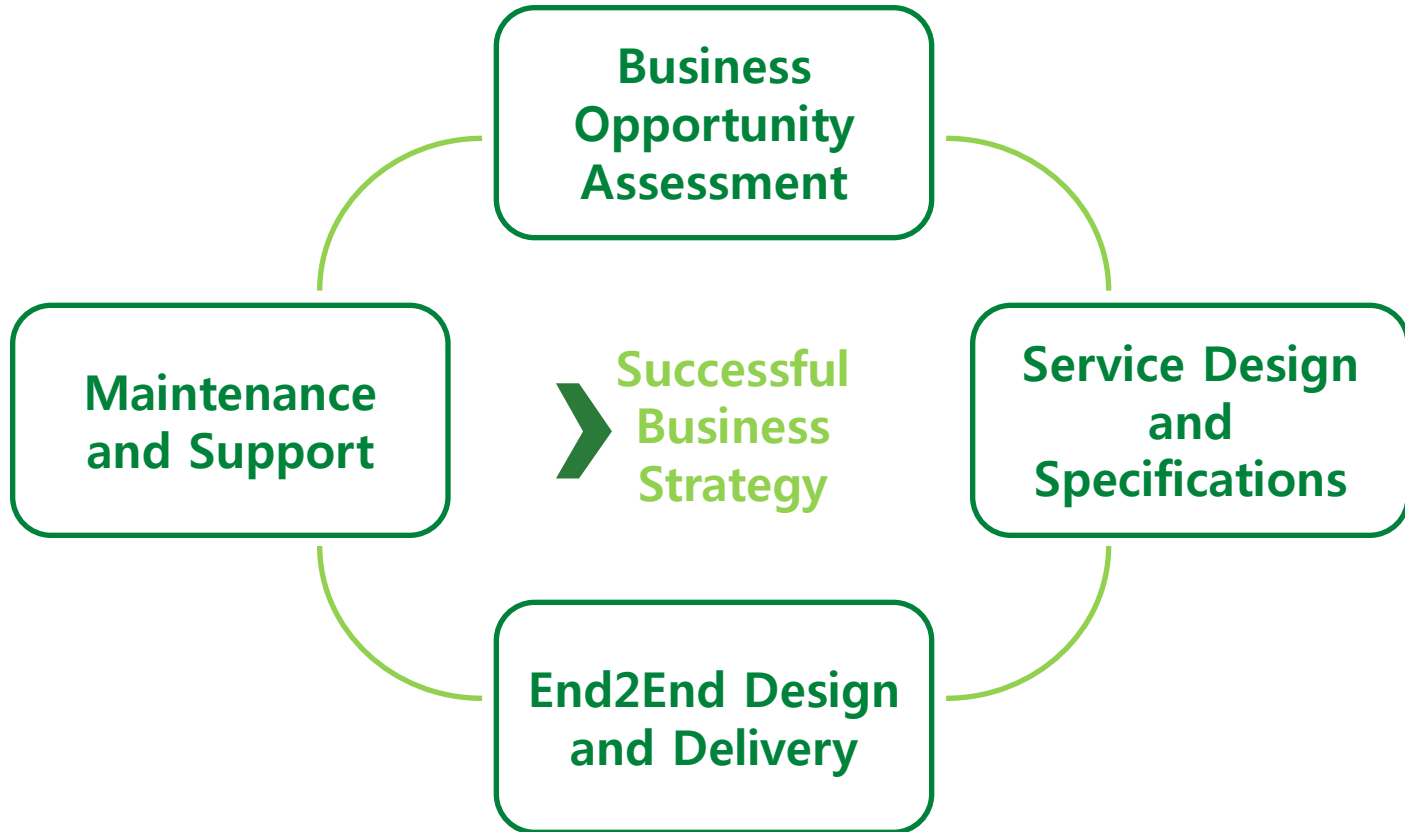 Business
Opportunity
Assessment
Maintenance
and Support
Successful
Business
Strategy
Service Design
and
Specifications
End2End Design
and Delivery